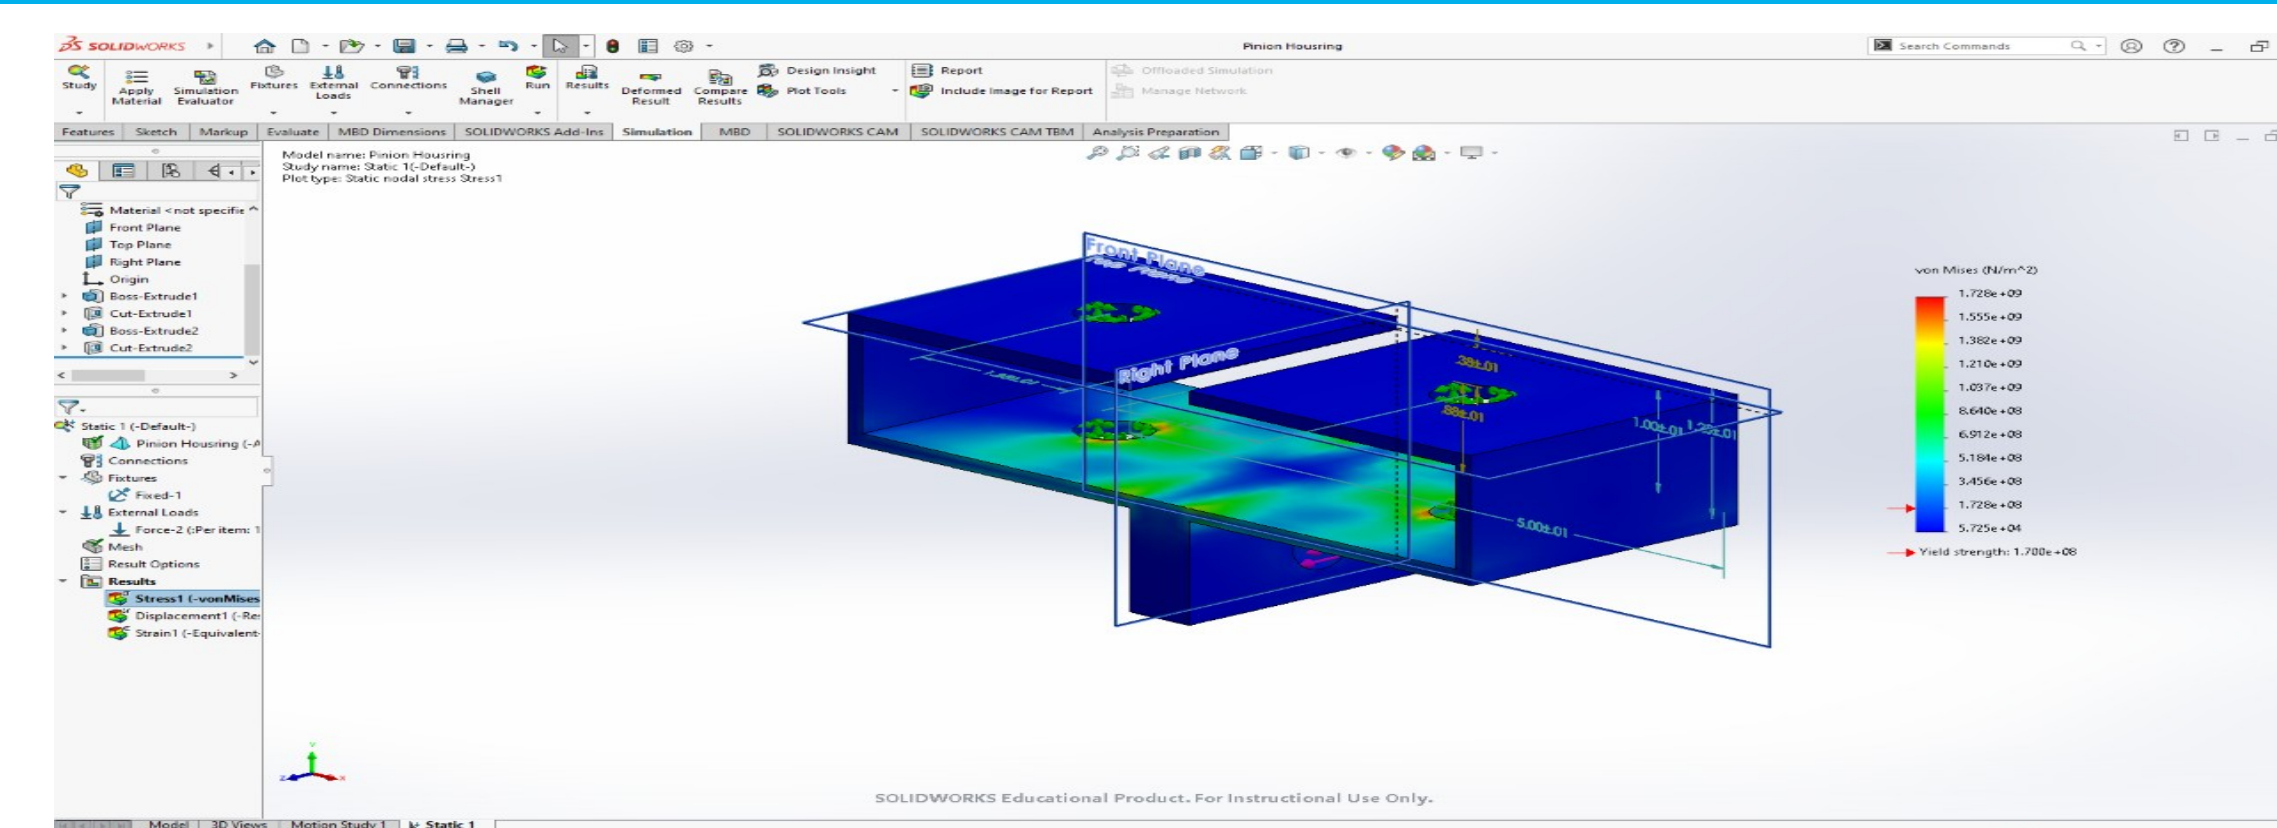 SOLIDWORKS
Pinion Housring
Search Commands
Study
Apply Material
Simulation Evaluator
Fixtures
External Loads
Connections
Shell Manager
Run
Results
Deformed Result
Compare Results
Design Insight
Plot Tools
Report
Include Image for Report
Offloaded Simulation
Manage Network
Features Sketch Markup Evaluate MBD Dimensions SOLIDWORKS Add-Ins Simulation MBD SOLIDWORKS CAM SOLIDWORKS CAM TBM Analysis Preparation
Model name: Pinion Housring
Study name: Static 1(-Default-)
Plot type: Static nodal stress Stress1
Material <not specifie
Front Plane
Top Plane
Right Plane
Origin
Boss-Extrude1
Cut-Extrude1
Boss-Extrude2
Cut-Extrude2
Static 1 (-Default-)
Pinion Housring (-A
Connections
Fixtures
Fixed-1
External Loads
Force-2 (:Per item: 1
Mesh
Result Options
Results
Stress1 (-vonMises
Displacement1 (-Re
Strain1 (-Equivalent-
Front Plane
Right Plane
.38±.01
.88±.01
1.00±.01
5.00±.01
von Mises (N/m^2)
1.728e+09
1.555e+09
1.382e+09
1.210e+09
1.037e+09
8.640e+08
6.912e+08
5.184e+08
3.456e+08
1.728e+08
5.725e+04
Yield strength: 1.700e+08
Y
Z
X
SOLIDWORKS Educational Product. For Instructional Use Only.
Model 3D Views Motion Study 1 Static 1